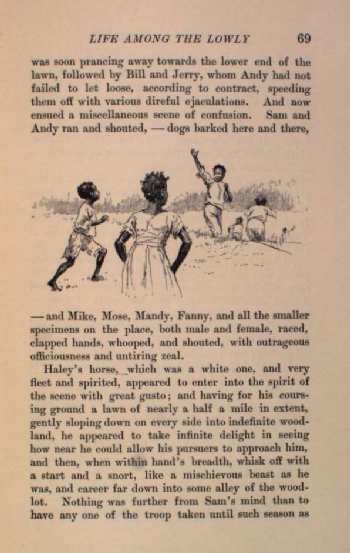 LIFE AMONG THE LOWLY 69
was soon prancing away towards the lower end of the
lawn, followed by Bill and Jerry, whom Andy had not
failed to let loose, according to contract, speeding
them off with various direful ejaculations. And now
ensued a miscellaneous scene of confusion. Sam and
Andy ran and shouted, — dogs barked here and there,
— and Mike, Mose, Mandy, Fanny, and all the smaller
specimens on the place, both male and female, raced,
clapped hands, whooped, and shouted, with outrageous
officiousness and untiring zeal.
Haley's horse, which was a white one, and very
fleet and spirited, appeared to enter into the spirit of
the scene with great gusto; and having for his cours-
ing ground a lawn of nearly a half a mile in extent,
gently sloping down on every side into indefinite wood-
land, he appeared to take infinite delight in seeing
how near he could allow his pursuers to approach him,
and then, when within hand's breadth, whisk off with
a start and a snort, like a mischievous beast as he
was, and career far down into some alley of the wood-
lot. Nothing was further from Sam's mind than to
have any one of the troop taken until such season as